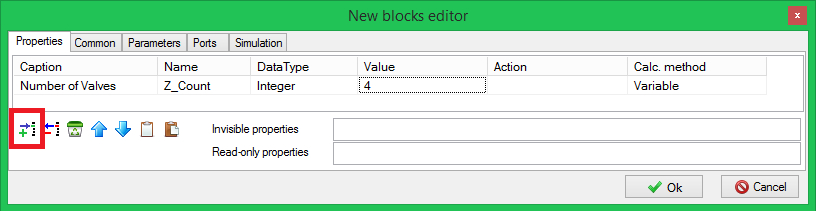 New blocks editor
x
Properties Common Parameters Ports Simulation
Caption Name DataType Value Action Calc. method
Number of Valves Z_Count Integer 4 Variable
Invisible properties
Read-only properties
Ok Cancel